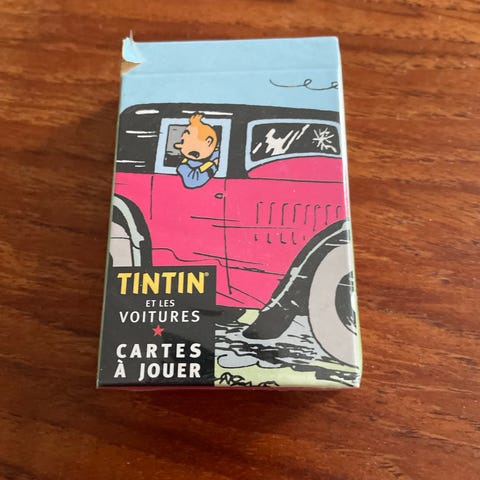 TINTIN®
ET LES
VOITURES
CARTES
À JOUER